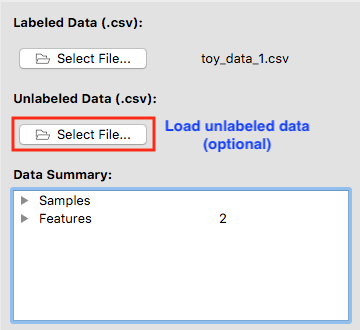 Labeled Data (.csv):
Select File... toy_data_1.csv
Unlabeled Data (.csv):
Select File... Load unlabeled data
(optional)
Data Summary:
Samples
Features 2